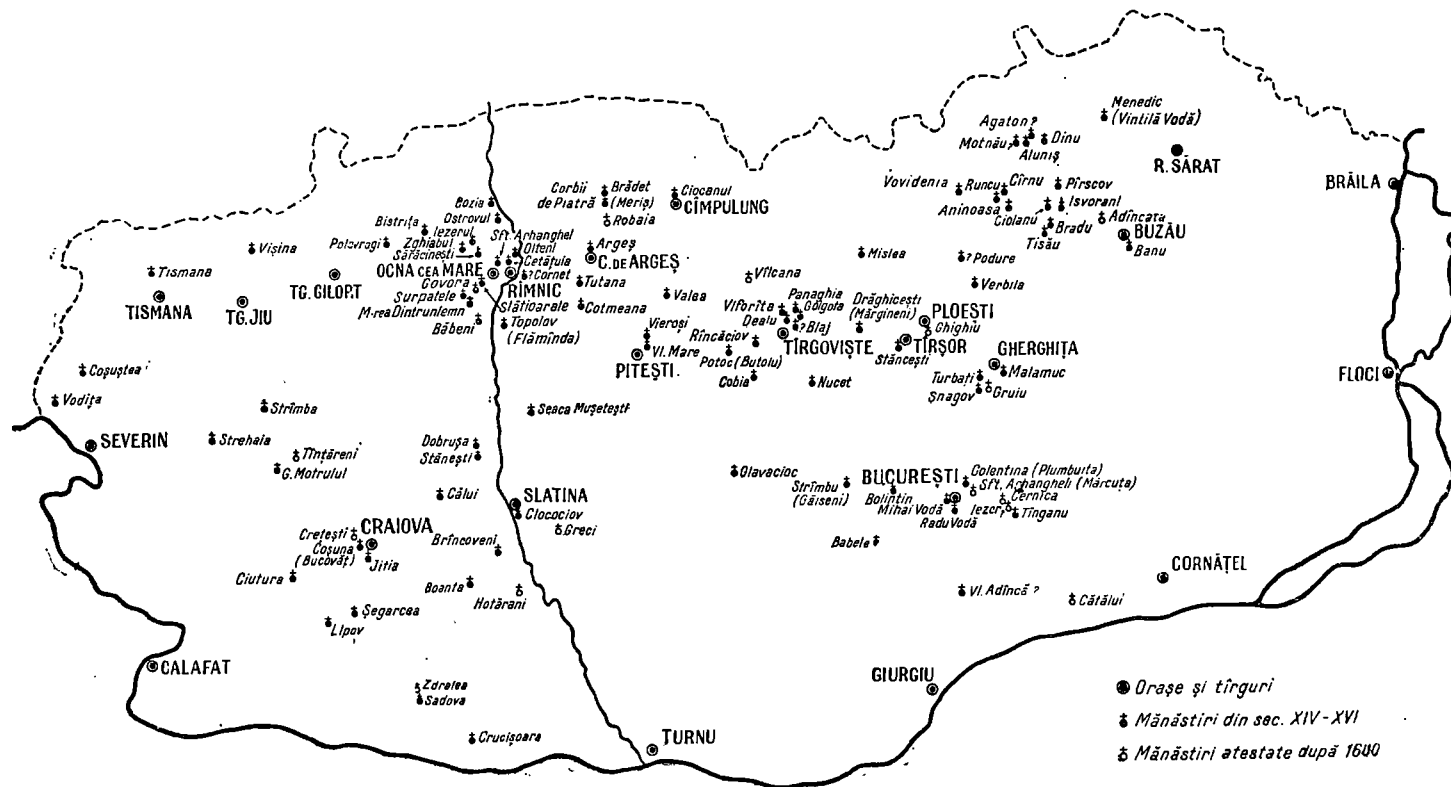 Menedic
(Vintilă Vodă)
Agaton?
Motnău?
Dinu
Aluniș
R. SĂRAT
BRĂILA
Corbii
de Piatră
Brădet
(Meriș)
Ciocanul
CÎMPULUNG
Robaia
Vovidenia
Runcu
Cîrnu
Pîrscov
Aninoasa
Ciolanu
Isvorani
Bradu
Tisău
Adîncata
BUZĂU
Banu
Bozia
Ostrovul
Bistrița
Iezerul
Zghiabul
Sărăcinești
Polovragi
Sft. Arhanghel
Olteni
Cetățuia
? Cornet
Argeș
C. DE ARGEȘ
Vișina
Tismana
TISMANA
TG. JIU
TG. GILORT
OCNA CEA MARE
RÎMNIC
Govora
Surpatele
M-rea Dintrunlemn
Băbeni
Slătioarele
Topolov
(Flămînda)
Tutana
Cotmeana
Valea
Vîlcana
Mislea
? Podure
Verbila
Vieroși
Vl. Mare
PITEȘTI
Viforîta
Panaghia
Golgota
Dealu
? Blaj
TÎRGOVIȘTE
Rîncăciov
Potoc (Butoiu)
Cobia
Nucet
Drăghicești
(Mărgineni)
PLOEȘTI
Ghighiu
TÎRȘOR
Stăncești
GHERGHIȚA
Turbați
Malamuc
Șnagov
Gruiu
FLOCI
Coșuștea
Vodița
SEVERIN
Strîmba
Strehaia
Tînțăreni
G. Motrului
Seaca Mușetești
Dobrușa
Stănești
Călui
SLATINA
Clocociov
Greci
Glavacioc
Strîmbu
(Găiseni)
BUCUREȘTI
Bolintin
Mihai Vodă
Radu Vodă
Colentina (Plumbuita)
Sft. Arhangheli (Mărcuța)
Cernica
Iezer
Tînganu
Babele
Crețești
CRAIOVA
Coșuna
(Bucovăț)
Jitia
Ciutura
Brîncoveni
Boanta
Hotărani
Șegarcea
Lipov
CORNĂȚEL
Vl. Adîncă ?
Cătălui
CALAFAT
Zdralea
Sadova
Crucișoara
TURNU
GIURGIU
Orașe și tîrguri
Mănăstiri din sec. XIV-XVI
Mănăstiri atestate după 1600